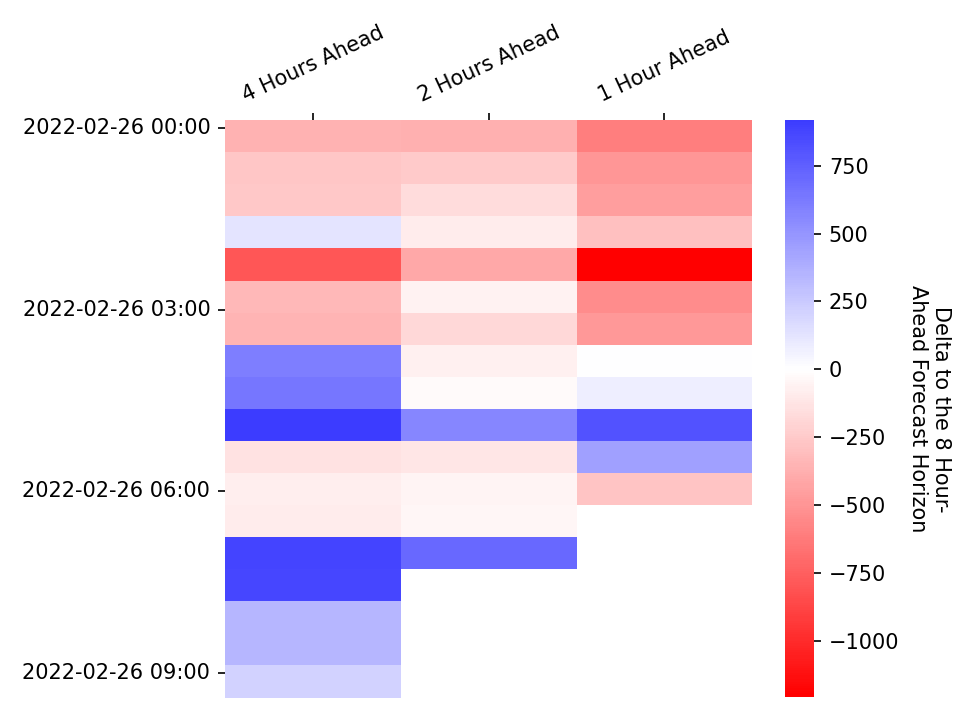 4 Hours Ahead
2 Hours Ahead
1 Hour Ahead
2022-02-26 00:00
2022-02-26 03:00
2022-02-26 06:00
2022-02-26 09:00
750
500
250
0
−250
−500
−750
−1000
Delta to the 8 Hour-
Ahead Forecast Horizon